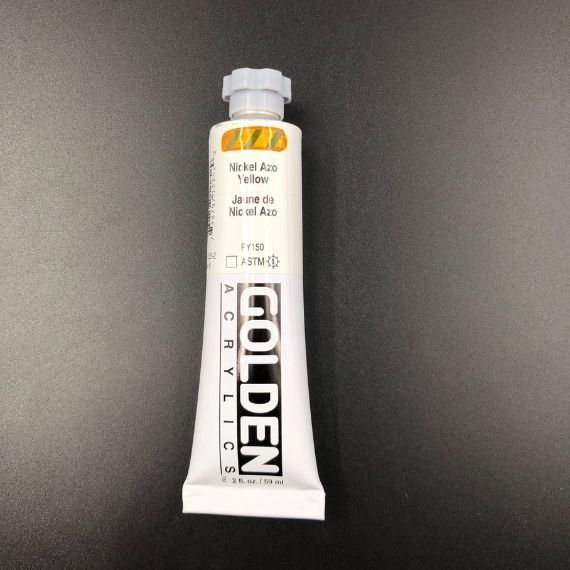 Nickel Azo
Yellow
Jaune de
Nickel Azo
PY150
ASTM I
GOLDEN
ACRYLICS
2 fl. oz. / 59 ml